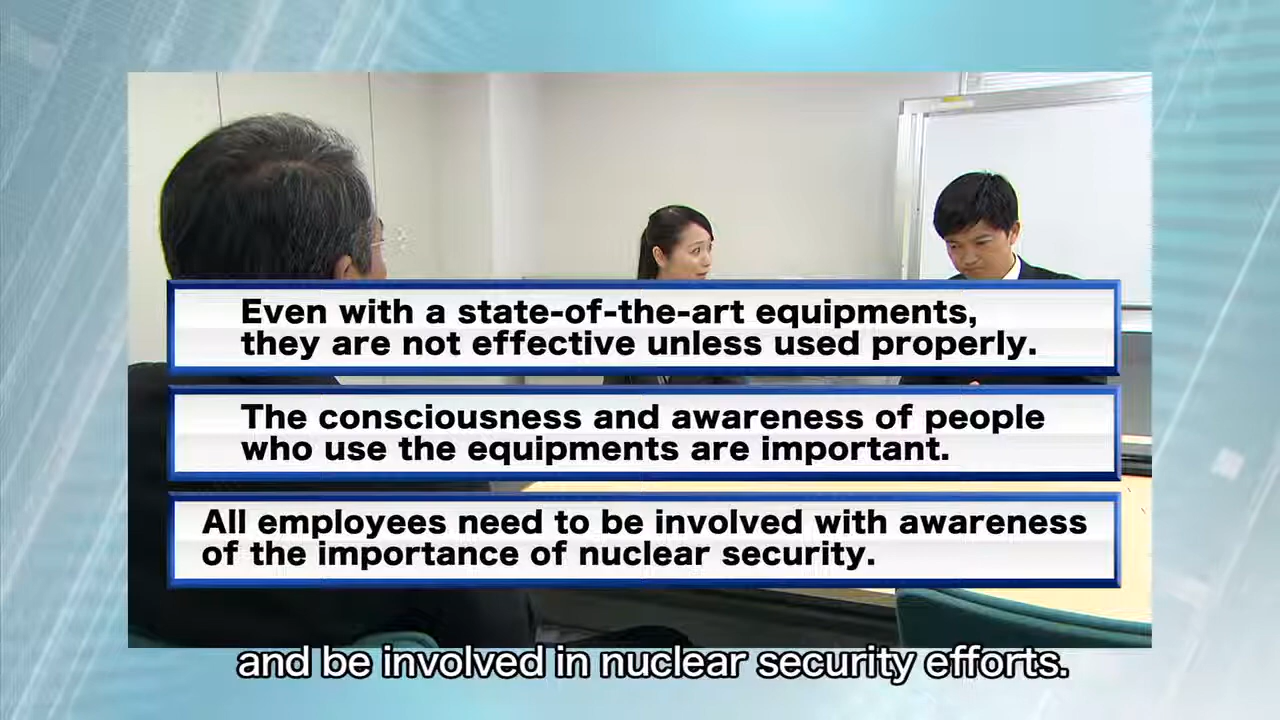 Even with a state-of-the-art equipments,
they are not effective unless used properly.
The consciousness and awareness of people
who use the equipments are important.
All employees need to be involved with awareness
of the importance of nuclear security.
and be involved in nuclear security efforts.